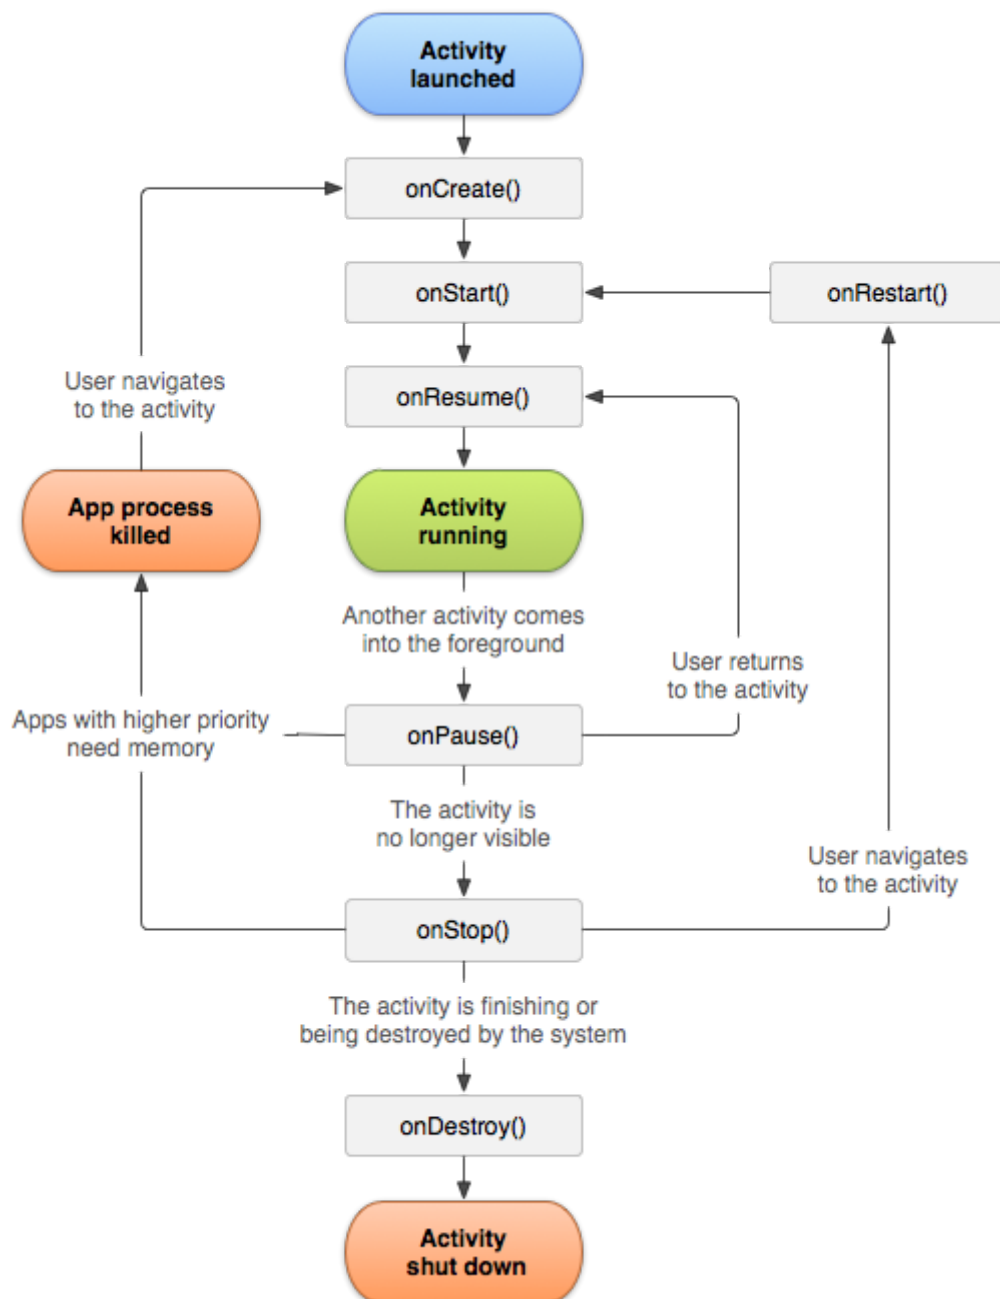 Activity
launched
onCreate()
onStart()
onRestart()
User navigates
to the activity
onResume()
App process
killed
Activity
running
Another activity comes
into the foreground
User returns
to the activity
Apps with higher priority
need memory
onPause()
The activity is
no longer visible
User navigates
to the activity
onStop()
The activity is finishing or
being destroyed by the system
onDestroy()
Activity
shut down